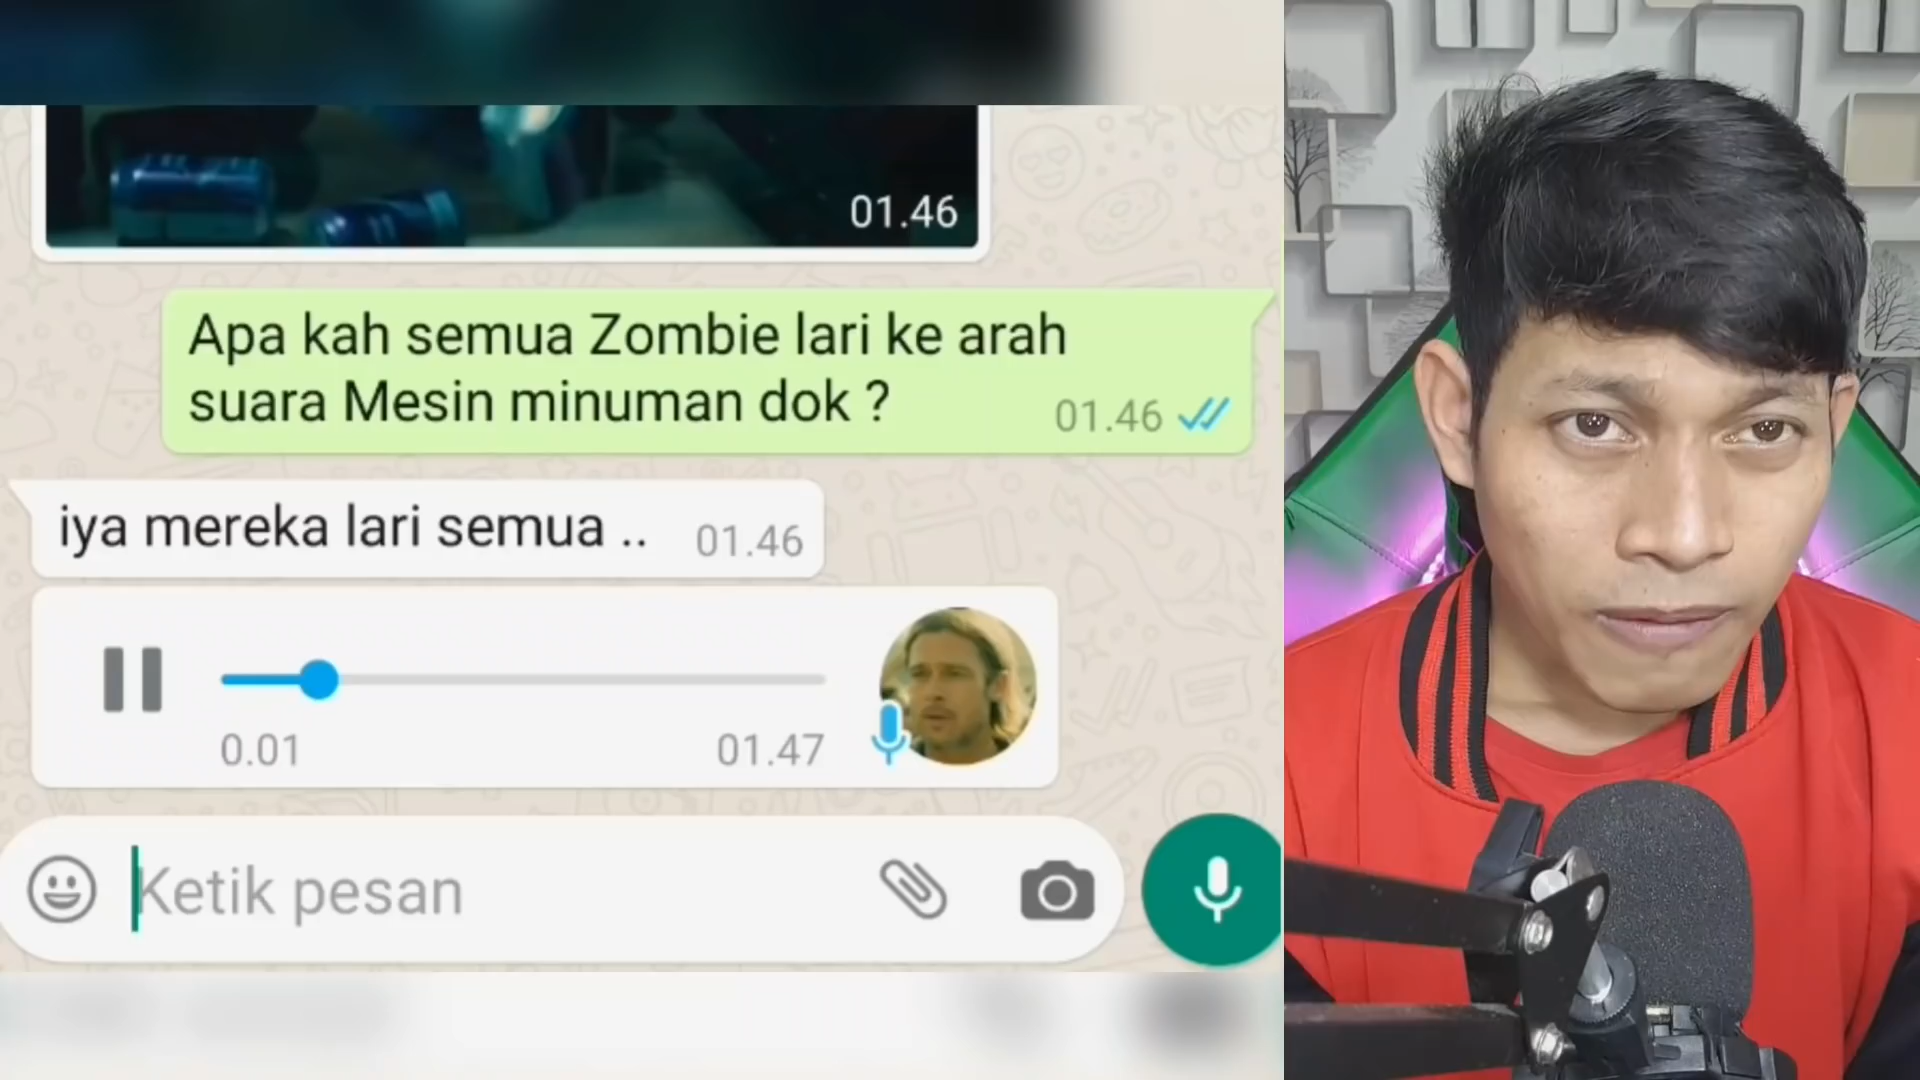 01.46
Apa kah semua Zombie lari ke arah
suara Mesin minuman dok ?
01.46
iya mereka lari semua ..
01.46
0.01
01.47
Ketik pesan